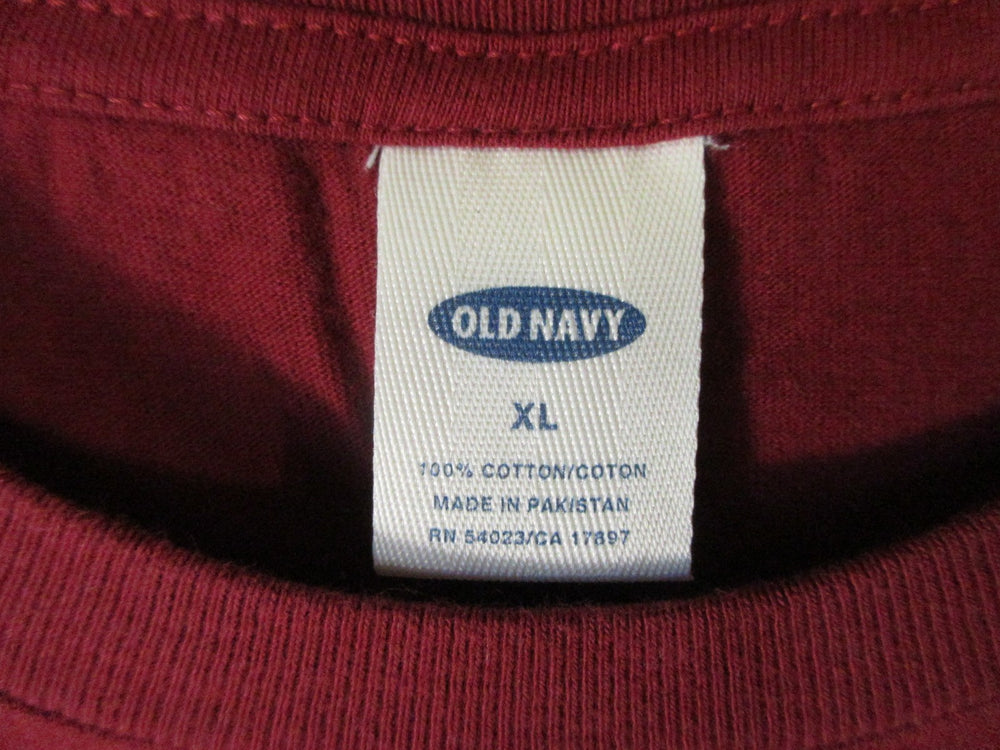 OLD NAVY
XL
100% COTTON/COTON
MADE IN PAKISTAN
RN 54023/CA 17897